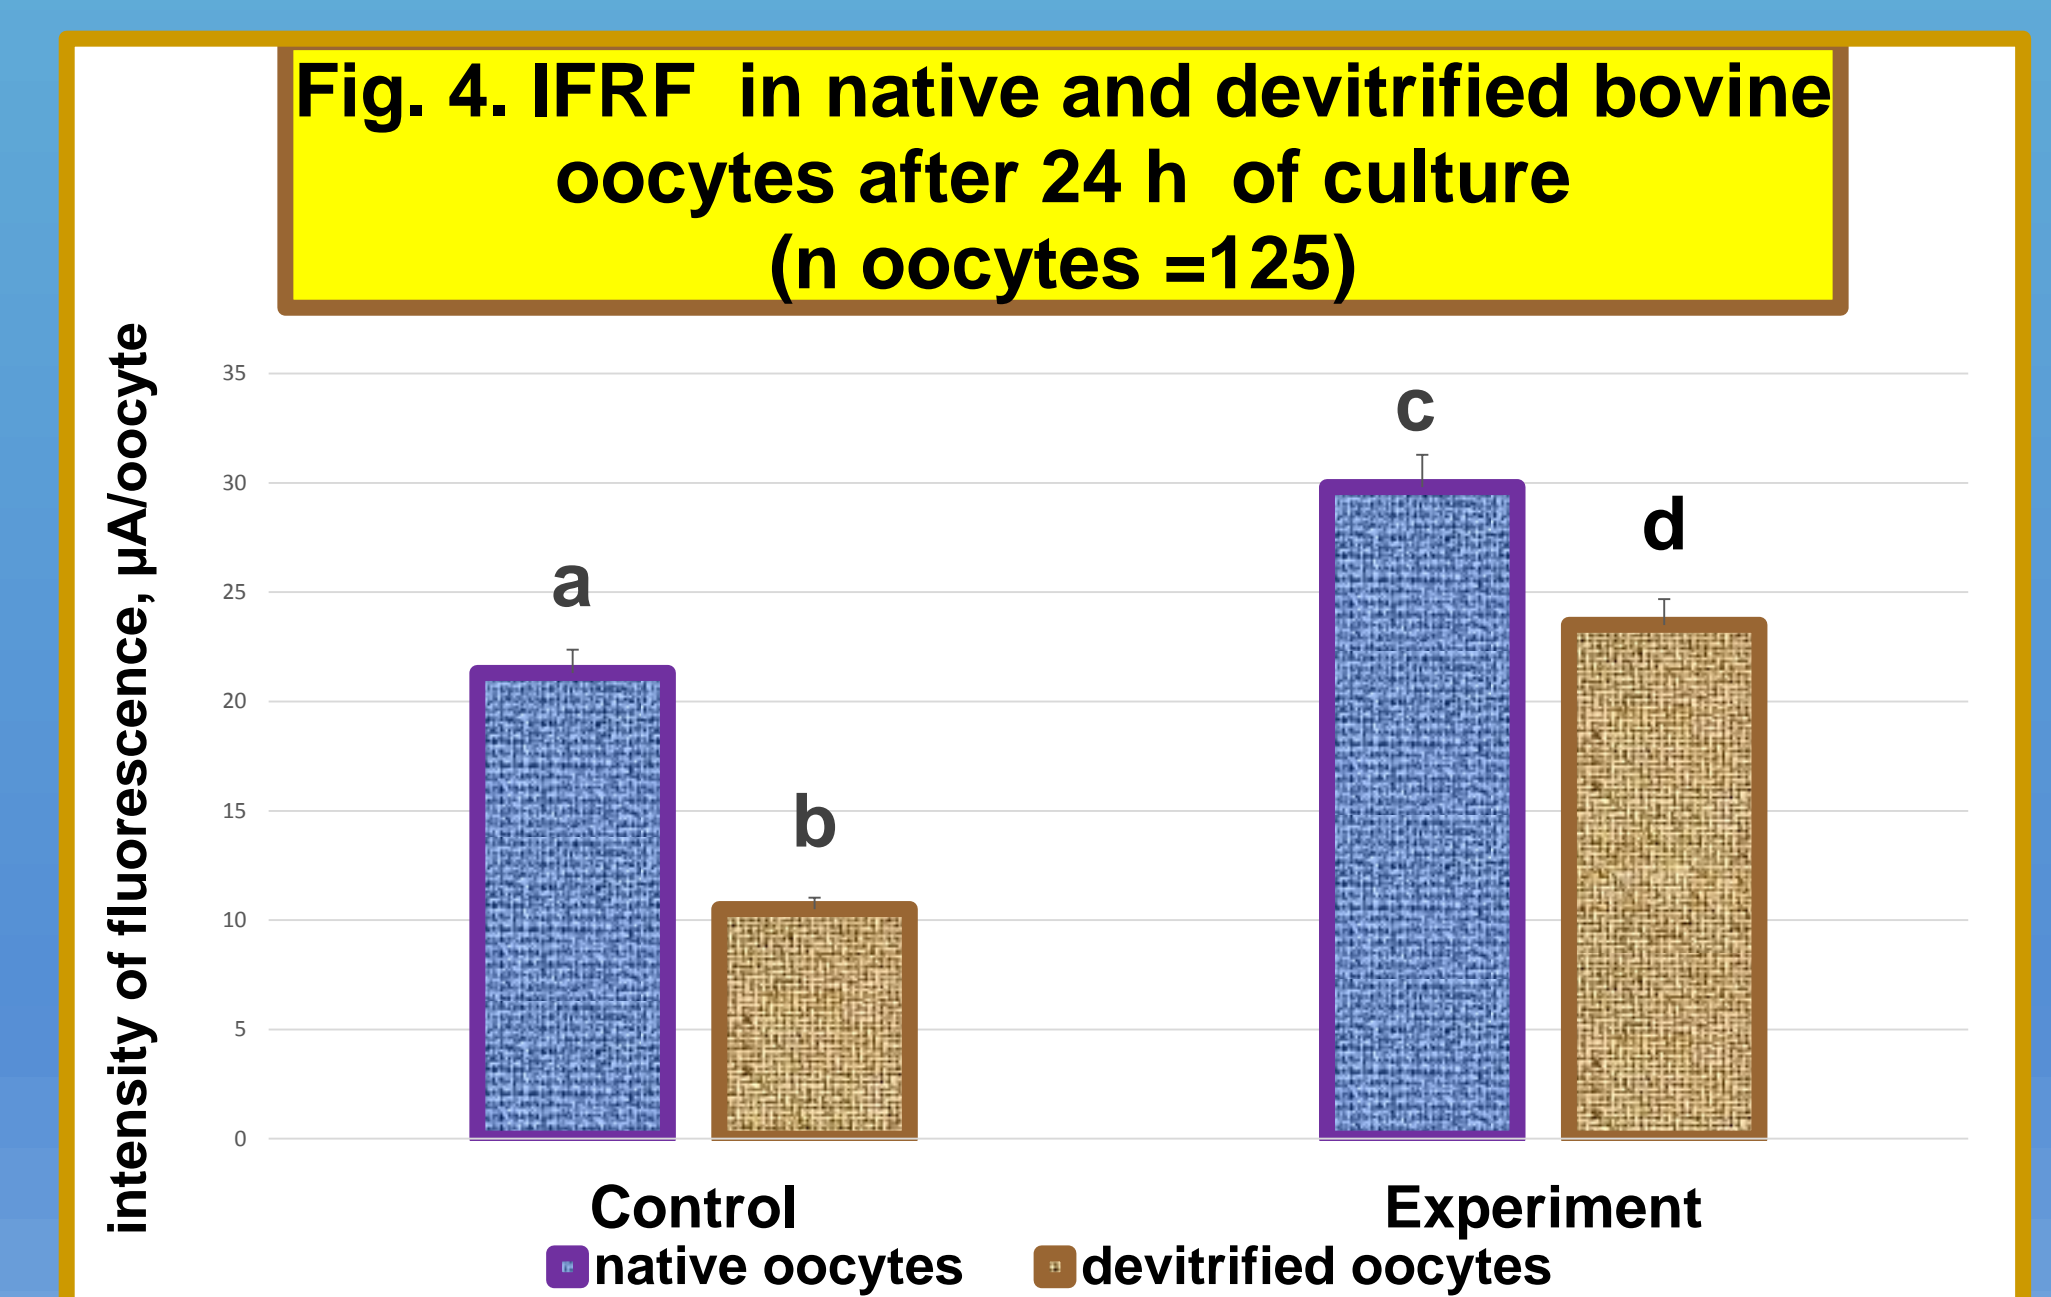 Fig. 4. IFRF  in native and devitrified bovine
oocytes after 24 h  of culture
(n oocytes =125)
intensity of fluorescence, µA/oocyte
35
30
25
20
15
10
5
0
a
b
c
d
Control
Experiment
native oocytes
devitrified oocytes